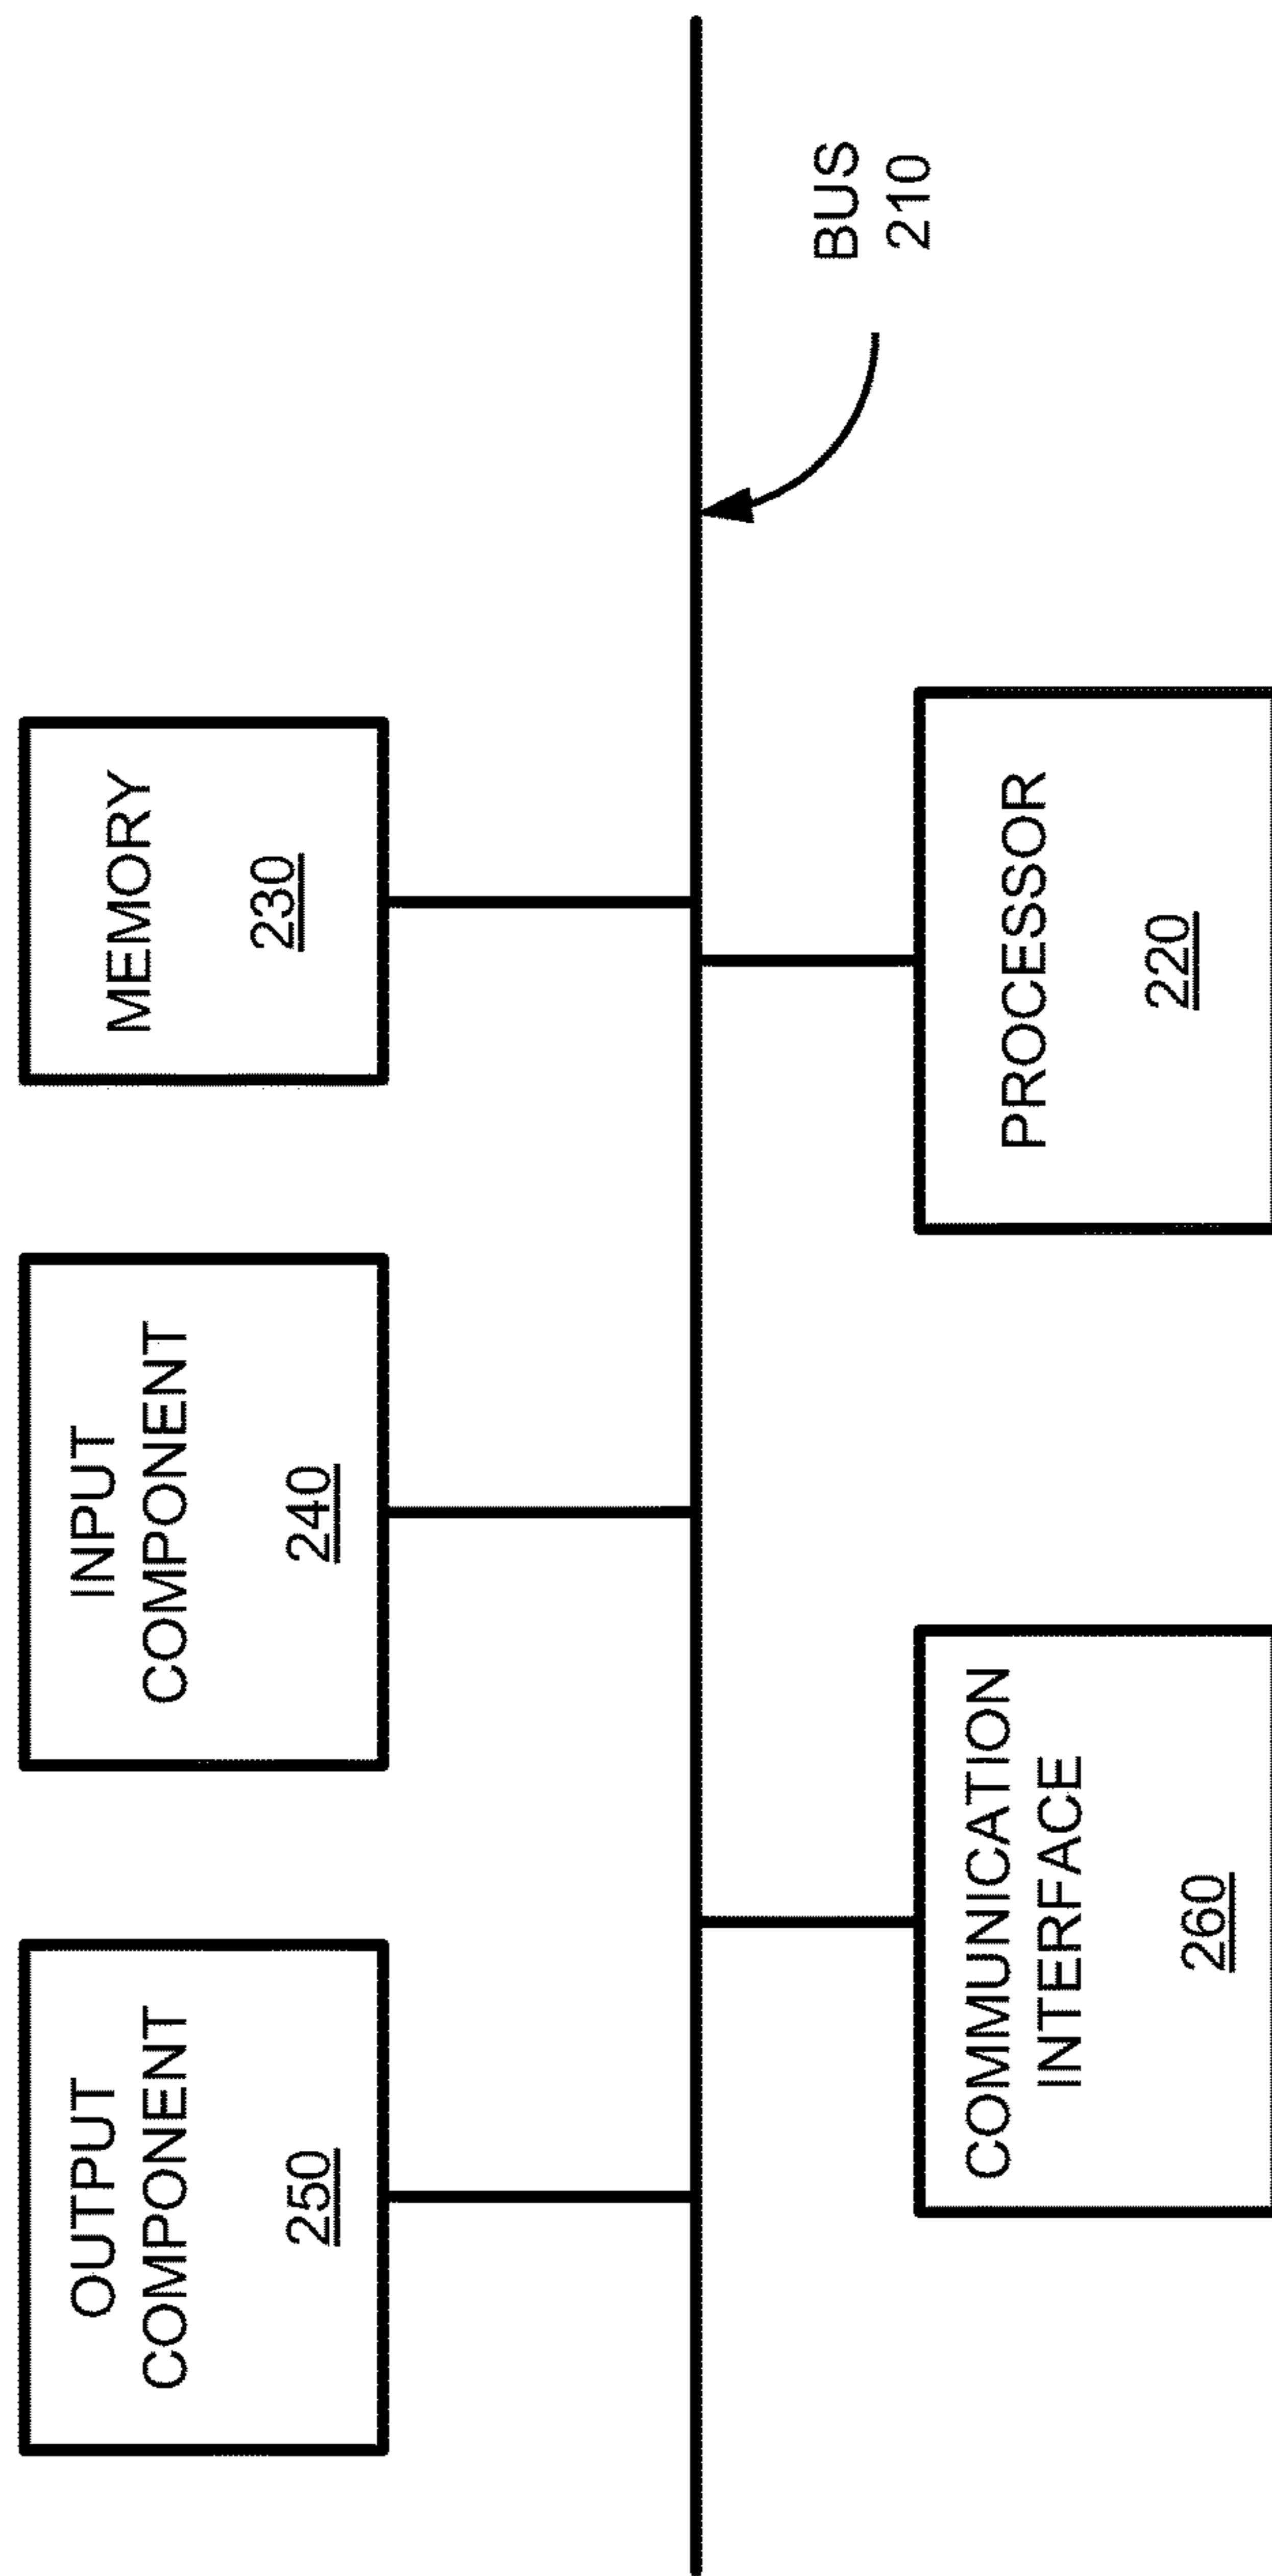 OUTPUT
COMPONENT
250
INPUT
COMPONENT
240
MEMORY
230
BUS
210
COMMUNICATION
INTERFACE
260
PROCESSOR
220